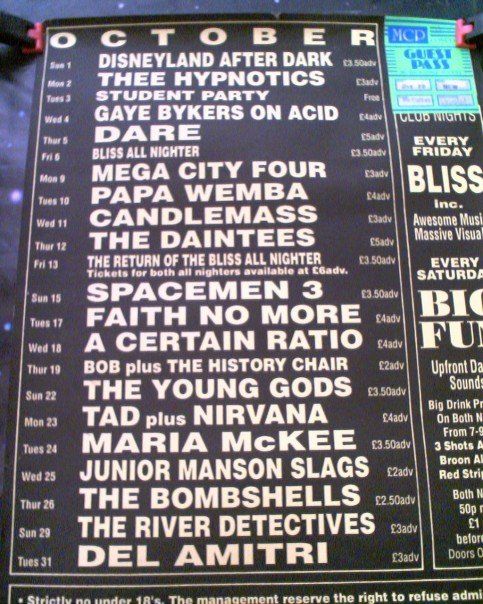 OCTOBER
Sun 1 DISNEYLAND AFTER DARK £3.50adv
Mon 2 THEE HYPNOTICS £3adv
Tues 3 STUDENT PARTY Free
Wed 4 GAYE BYKERS ON ACID £4adv
Thur 5 DARE £5adv
Fri 6 BLISS ALL NIGHTER £3.50adv
Mon 9 MEGA CITY FOUR £3adv
Tues 10 PAPA WEMBA £4adv
Wed 11 CANDLEMASS £3adv
Thur 12 THE DAINTEES £5adv
Fri 13 THE RETURN OF THE BLISS ALL NIGHTER £3.50adv
Tickets for both all nighters available at £6adv.
Sun 15 SPACEMEN 3 £3.50adv
Tues 17 FAITH NO MORE £4adv
Wed 18 A CERTAIN RATIO £4adv
Thur 19 BOB plus THE HISTORY CHAIR £2adv
Sun 22 THE YOUNG GODS £3.50adv
Mon 23 TAD plus NIRVANA £4adv
Tues 24 MARIA McKEE £3.50adv
Wed 25 JUNIOR MANSON SLAGS £2adv
Thur 26 THE BOMBSHELLS £2.50adv
Sun 29 THE RIVER DETECTIVES £3adv
Tues 31 DEL AMITRI £3adv
• Strictly no under 18's. The management reserve the right to refuse admi
MCP
GUEST
PASS
CLUB NIGHTS
EVERY
FRIDAY
BLISS
Inc.
Awesome Musi
Massive Visual
EVERY
SATURDA
BIG
FUN
Upfront Da
Sounds
Big Drink Pr
On Both N
From 7-9
3 Shots A
Broon Al
Red Stri
Both N
50p
£1
before
Doors O